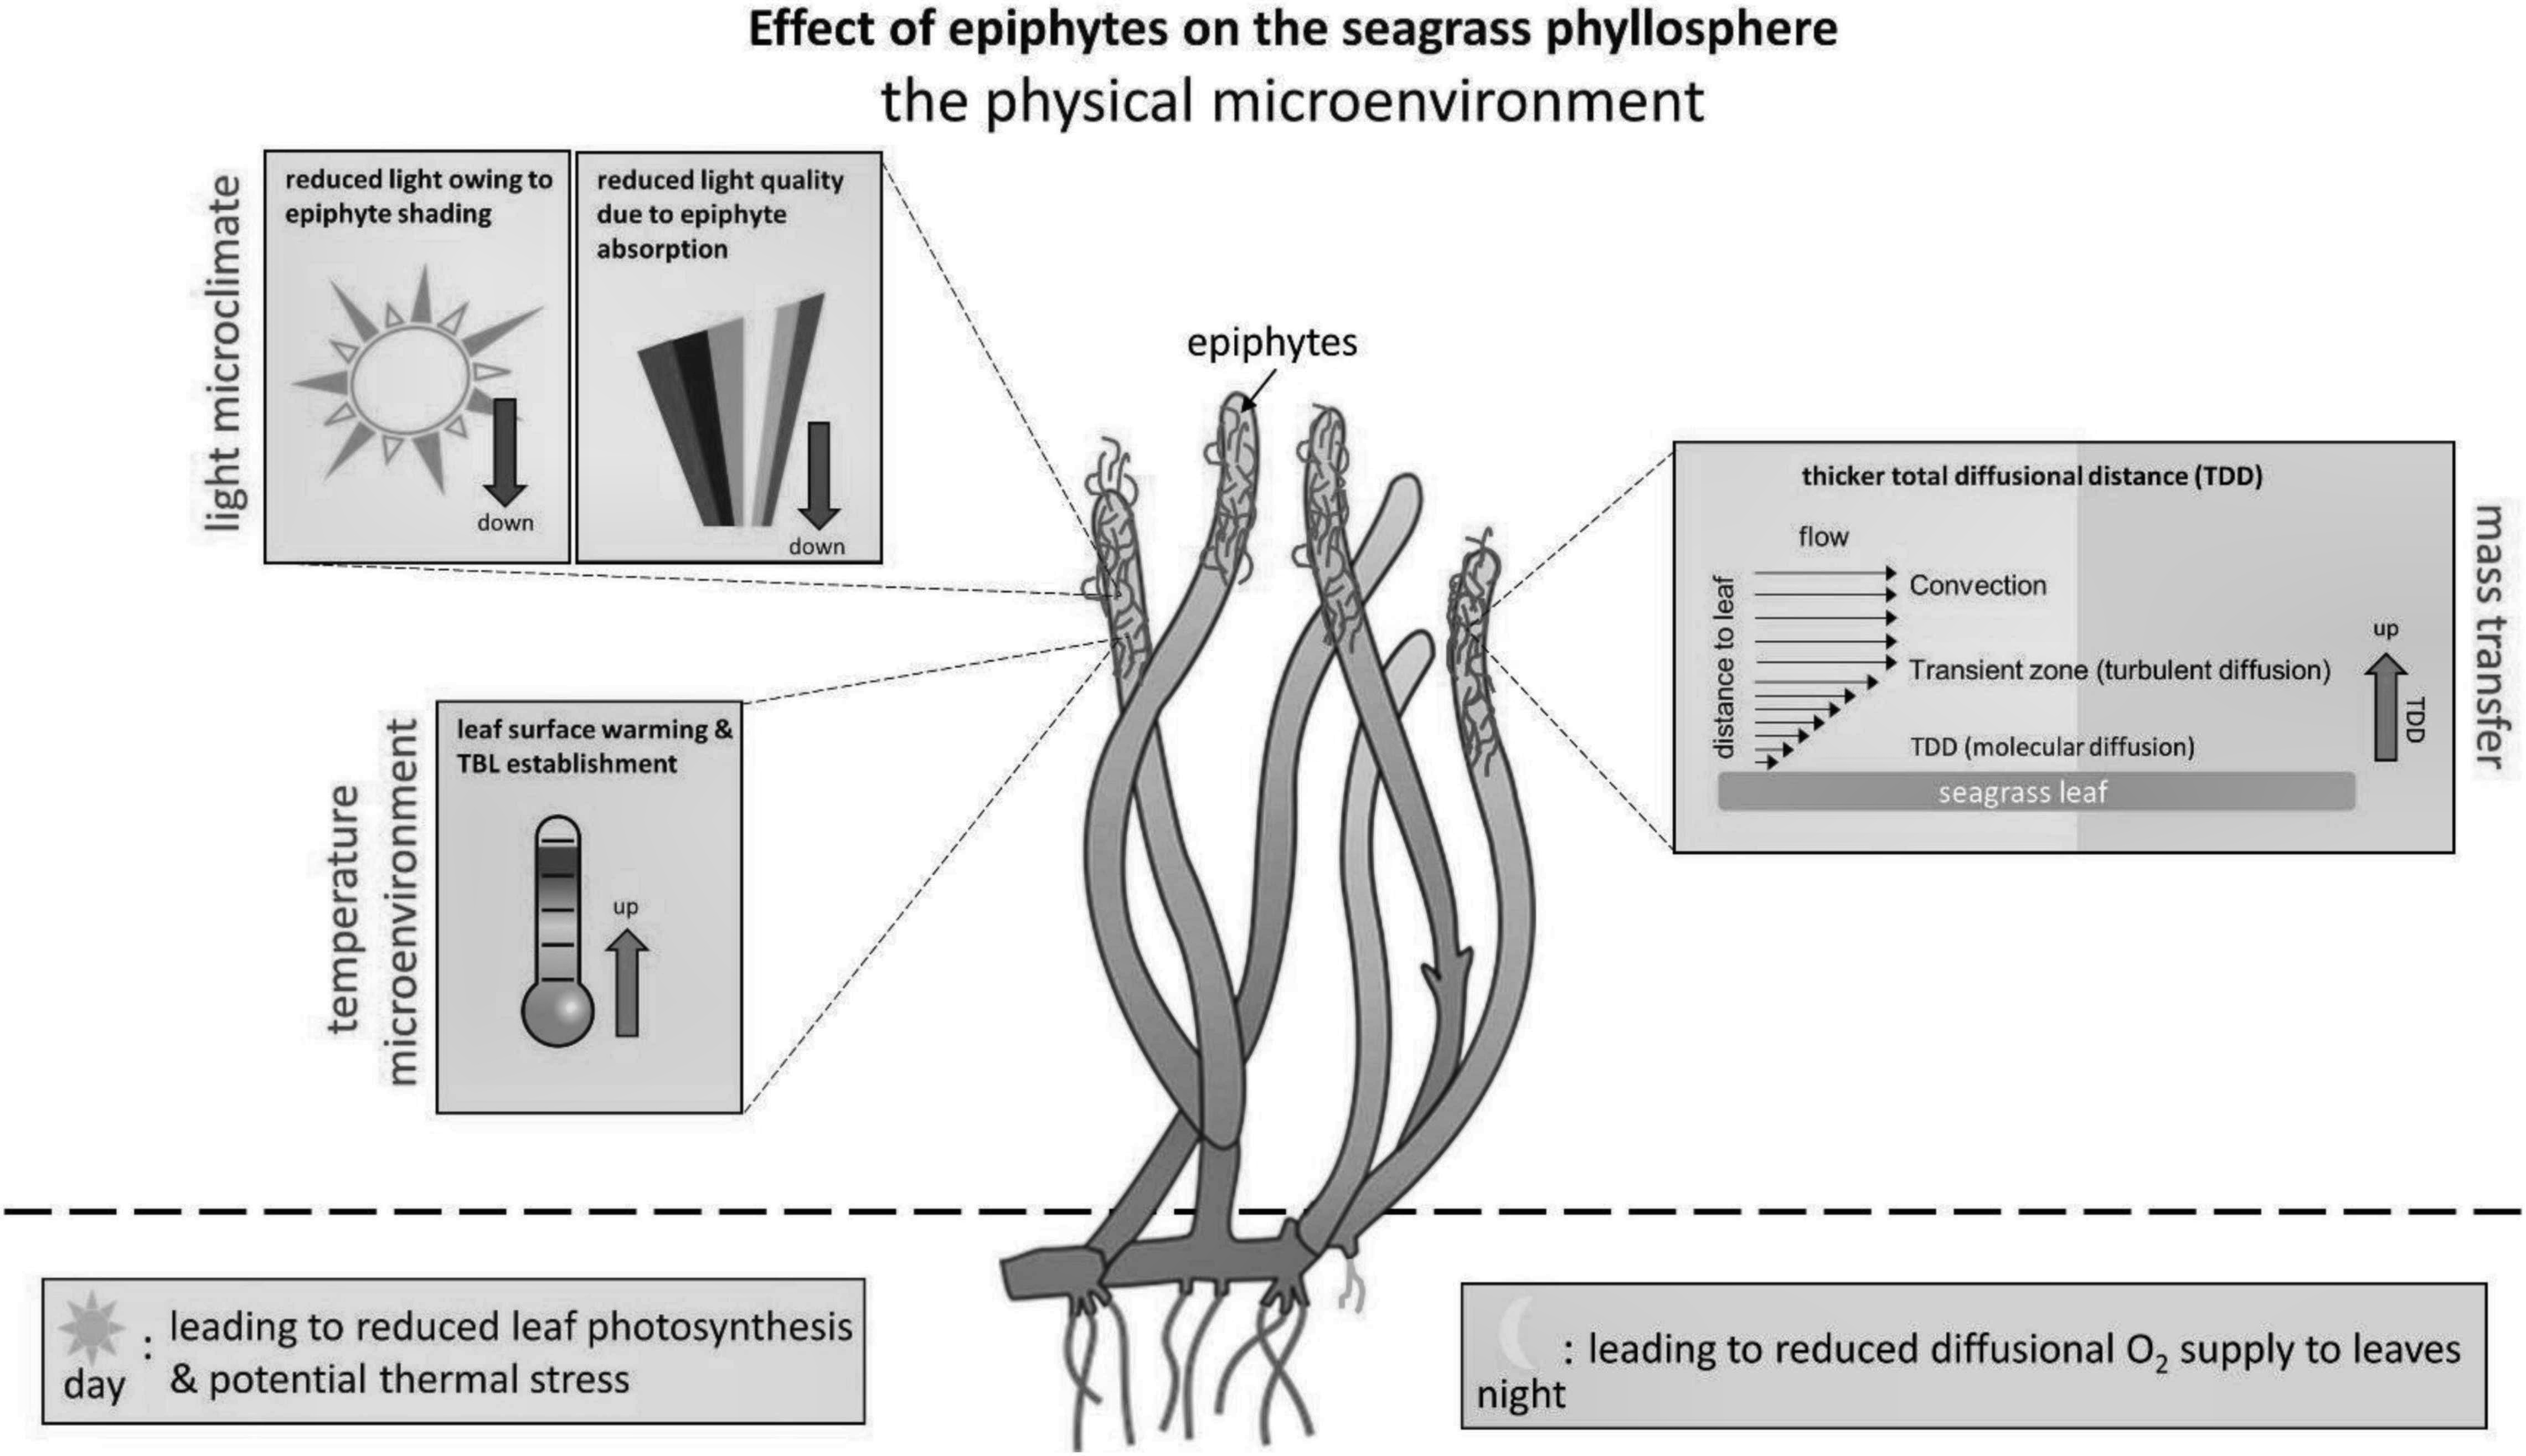 Effect of epiphytes on the seagrass phyllosphere
the physical microenvironment
light microclimate
reduced light owing to
epiphyte shading
down
reduced light quality
due to epiphyte
absorption
down
epiphytes
temperature
microenvironment
leaf surface warming &
TBL establishment
up
thicker total diffusional distance (TDD)
flow
distance to leaf
Convection
Transient zone (turbulent diffusion)
TDD (molecular diffusion)
seagrass leaf
up
TDD
mass transfer
day
: leading to reduced leaf photosynthesis
& potential thermal stress
night
: leading to reduced diffusional O₂ supply to leaves